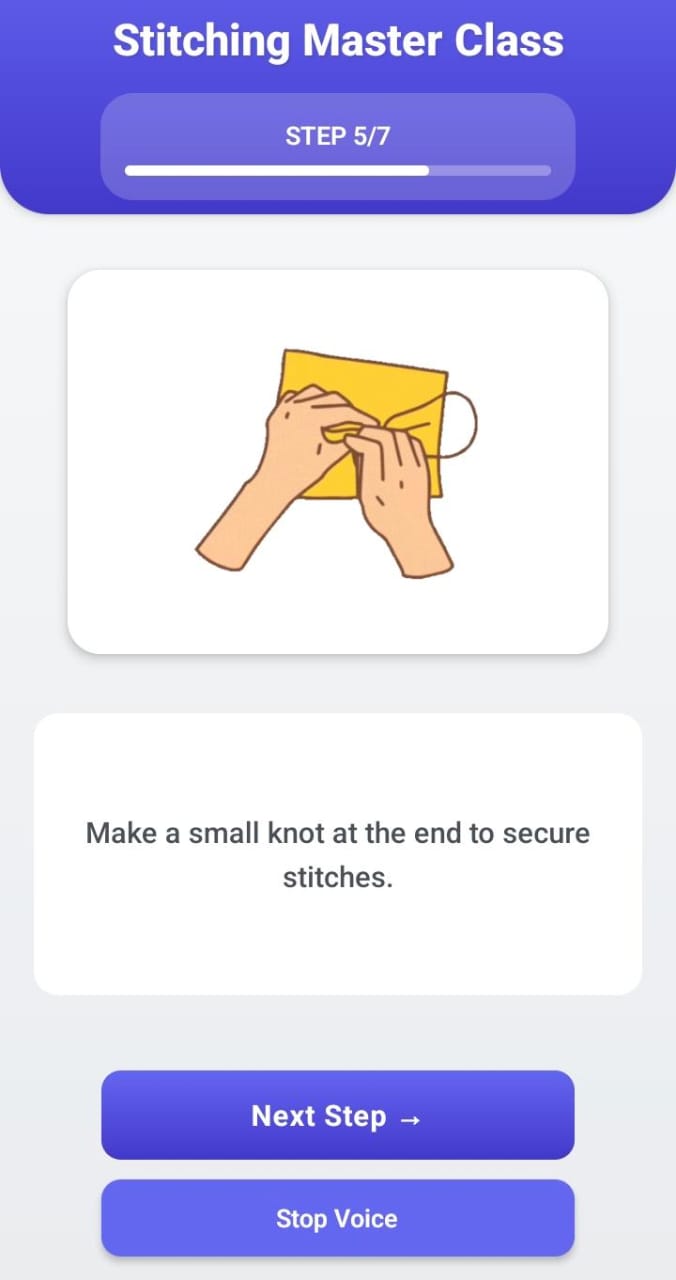 Stitching Master Class
STEP 5/7
Make a small knot at the end to secure
stitches.
Next Step →
Stop Voice